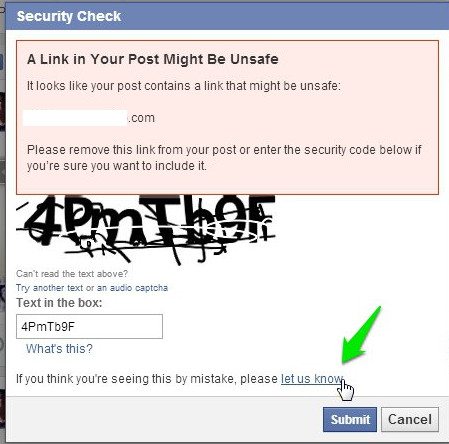 Security Check
A Link in Your Post Might Be Unsafe
It looks like your post contains a link that might be unsafe:
.com
Please remove this link from your post or enter the security code below if
you're sure you want to include it.
4PmTb9F
Can't read the text above?
Try another text or an audio captcha
Text in the box:
4PmTb9F
What's this?
If you think you're seeing this by mistake, please let us know.
Submit Cancel